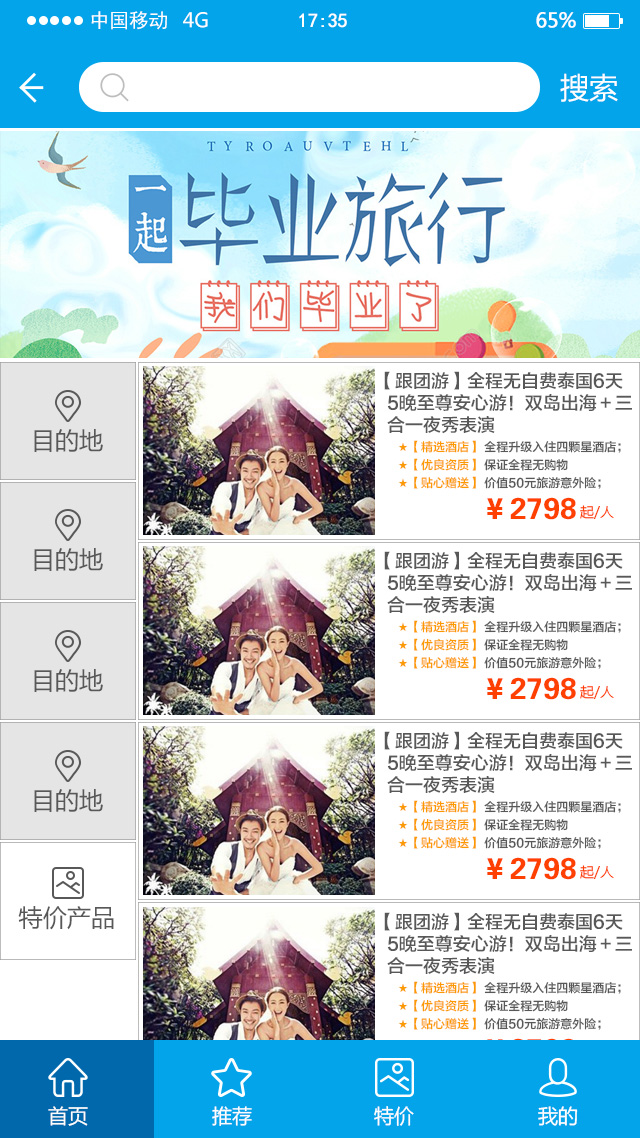 中国移动 4G 17:35 65%
搜索
TYROAUVTEHL
一起 毕业旅行
我们毕业了
目的地
目的地
目的地
目的地
特价产品
【跟团游】全程无自费泰国6天
5晚至尊安心游！双岛出海＋三
合一夜秀表演
★【精选酒店】 全程升级入住四颗星酒店；
★【优良资质】 保证全程无购物
★【贴心赠送】 价值50元旅游意外险；
¥ 2798 起/人
【跟团游】全程无自费泰国6天
5晚至尊安心游！双岛出海＋三
合一夜秀表演
★【精选酒店】 全程升级入住四颗星酒店；
★【优良资质】 保证全程无购物
★【贴心赠送】 价值50元旅游意外险；
¥ 2798 起/人
【跟团游】全程无自费泰国6天
5晚至尊安心游！双岛出海＋三
合一夜秀表演
★【精选酒店】 全程升级入住四颗星酒店；
★【优良资质】 保证全程无购物
★【贴心赠送】 价值50元旅游意外险；
¥ 2798 起/人
【跟团游】全程无自费泰国6天
5晚至尊安心游！双岛出海＋三
合一夜秀表演
★【精选酒店】 全程升级入住四颗星酒店；
★【优良资质】 保证全程无购物
★【贴心赠送】 价值50元旅游意外险；
首页 推荐 特价 我的